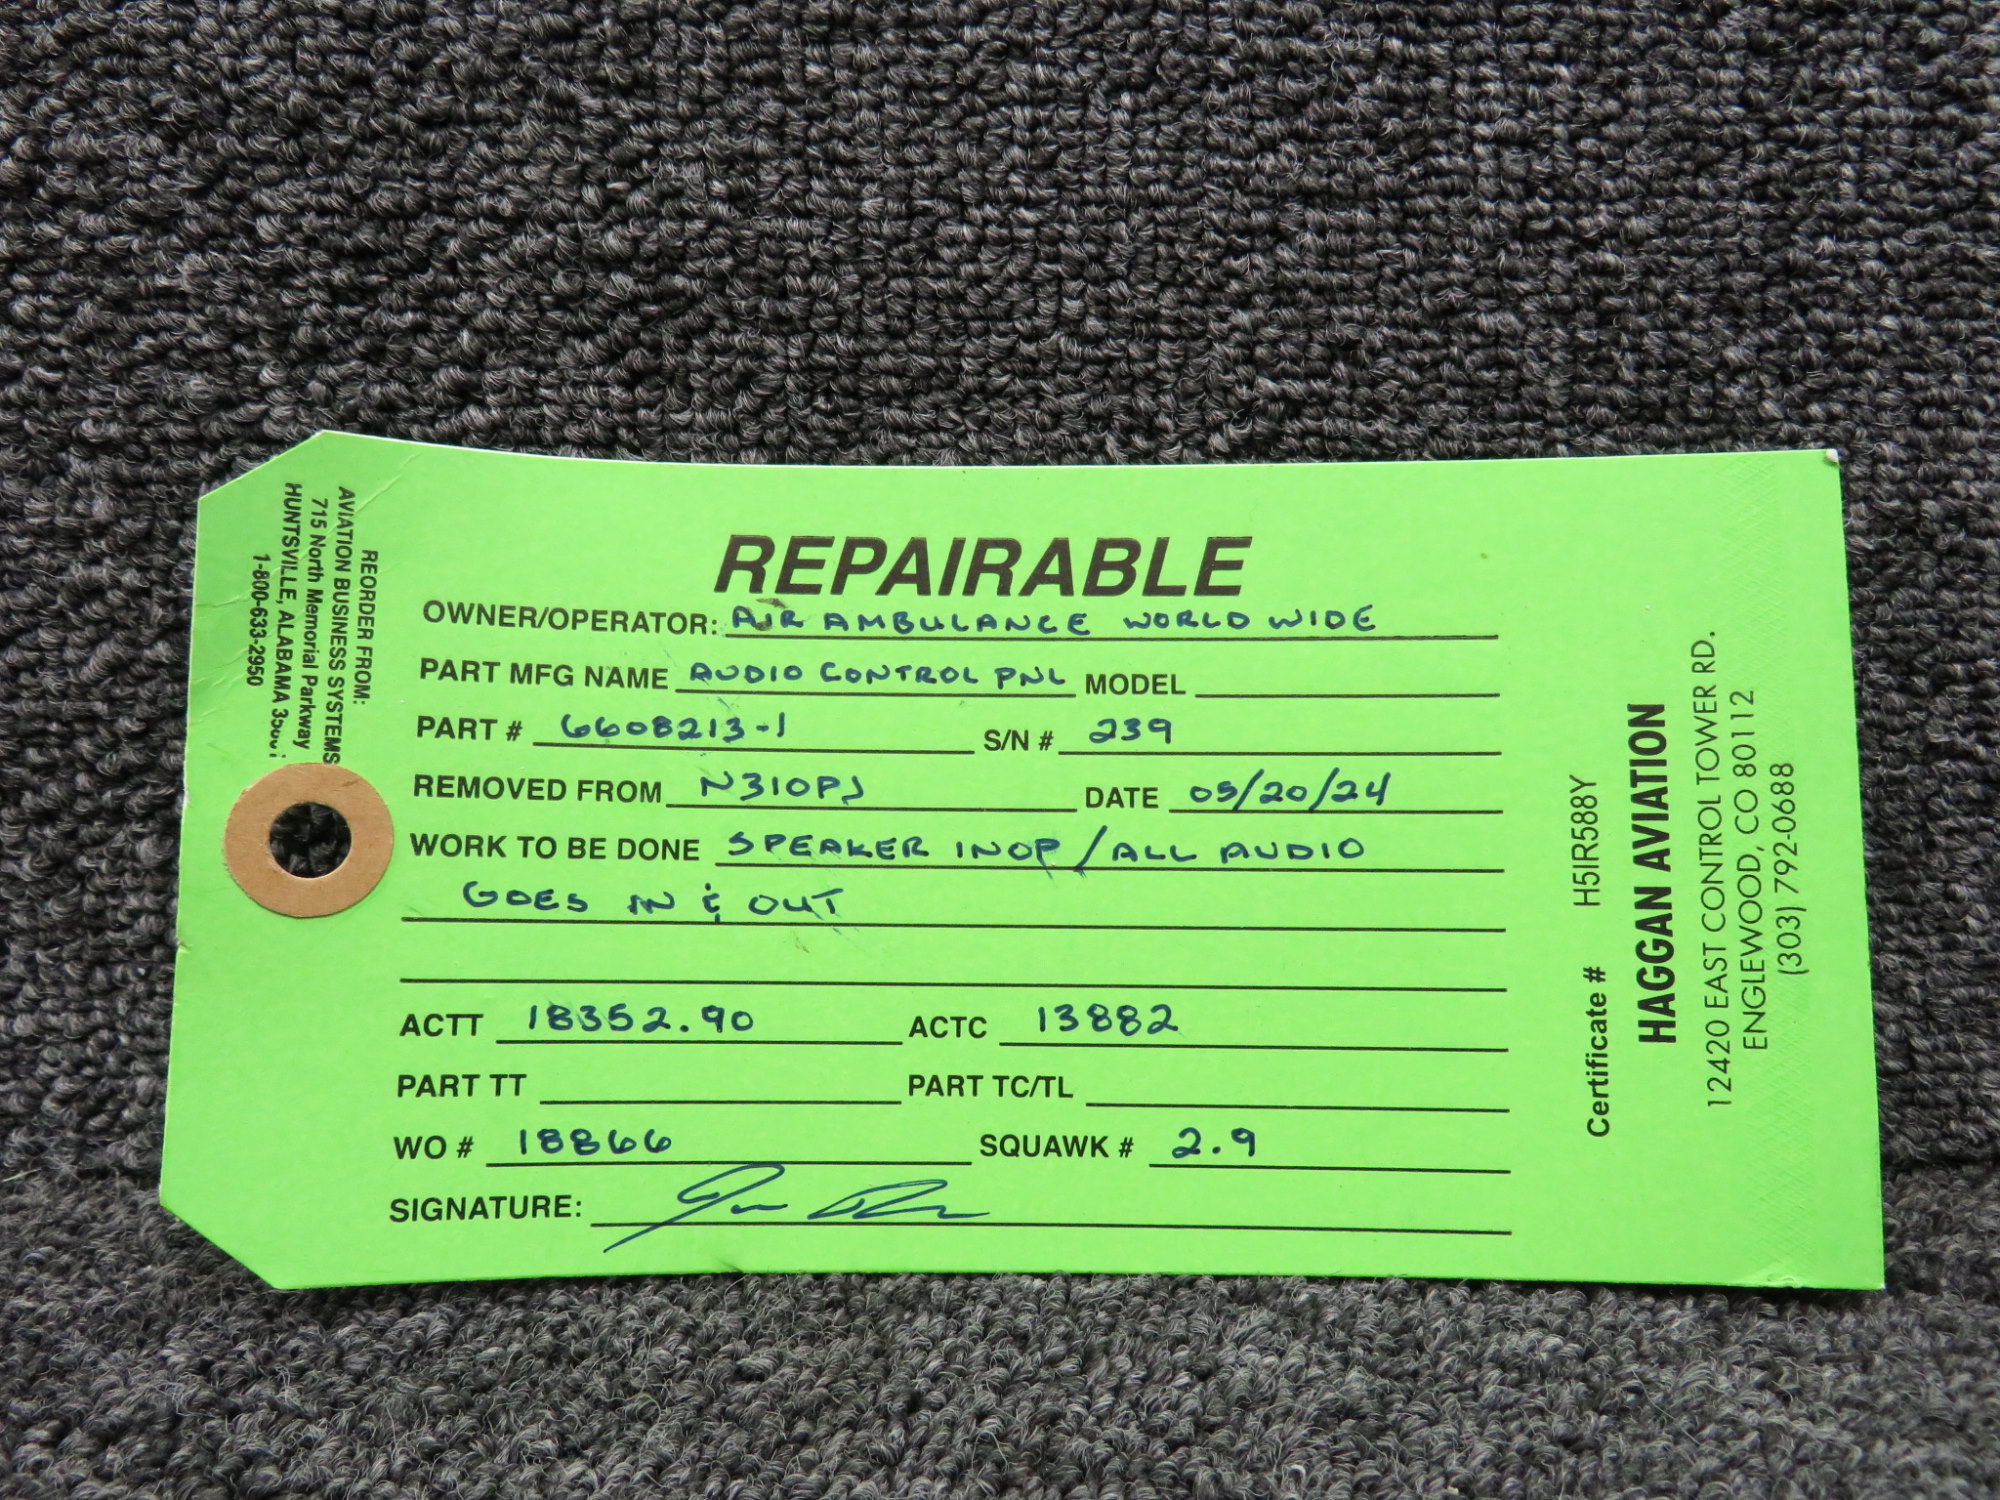 REPAIRABLE
OWNER/OPERATOR: AIR AMBULANCE WORLD WIDE
PART MFG NAME AUDIO CONTROL PNL MODEL
PART # 6608213-1 S/N # 239
REMOVED FROM N310PJ DATE 05/20/24
WORK TO BE DONE SPEAKER INOP / ALL AUDIO
GOES IN & OUT
ACTT 18352.90 ACTC 13882
PART TT PART TC/TL
WO # 18866 SQUAWK # 2.9
SIGNATURE:
REORDER FROM:
AVIATION BUSINESS SYSTEMS
715 North Memorial Parkway
HUNTSVILLE, ALABAMA
1-800-633-2950
Certificate # H5IR588Y
HAGGAN AVIATION
12420 EAST CONTROL TOWER RD.
ENGLEWOOD, CO 80112
(303) 792-0688